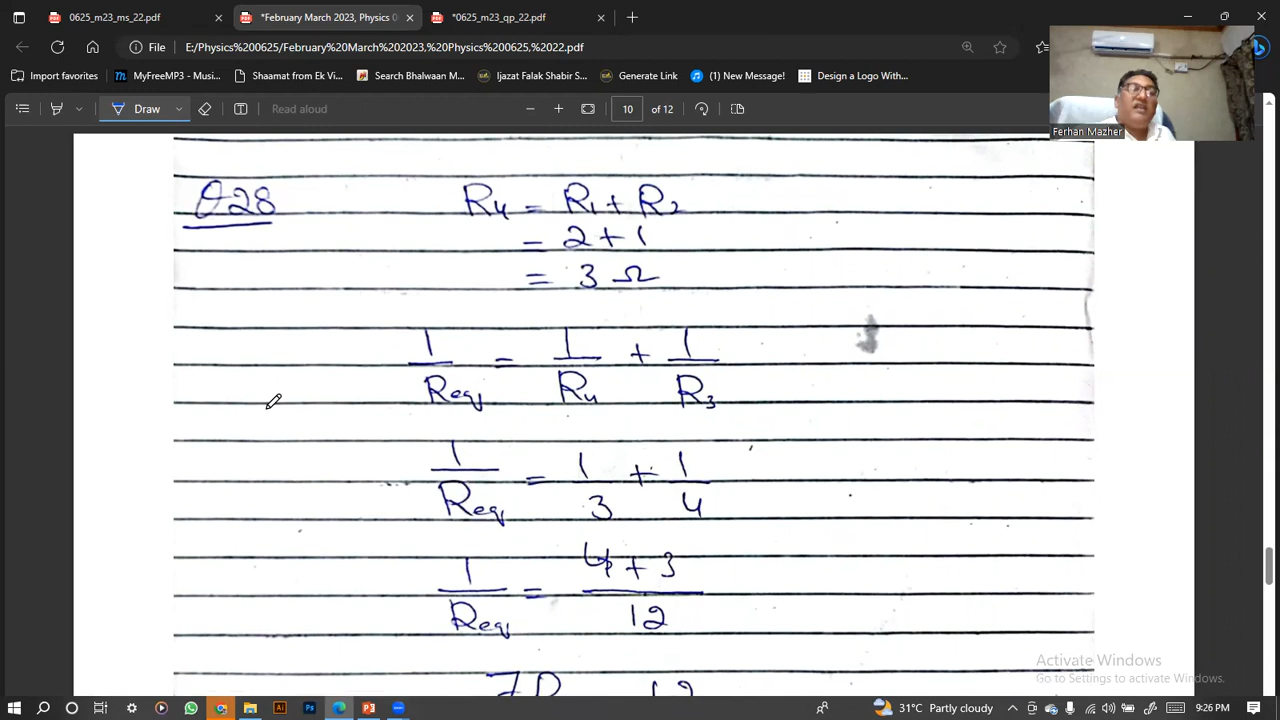 0625_m23_ms_22.pdf
*February March 2023, Physics 0
*0625_m23_qp_22.pdf
File E:/Physics%200625/February%20March%202023,%20Physics%200625,%2022.pdf
Import favorites
MyFreeMP3 - Musi...
Shaamat from Ek Vi...
Search Bhalwaan M...
Ijazat Falak Shabir S...
Generate Link
(1) New Message!
Design a Logo With...
Draw
Read aloud
10 of 12
Ferhan Mazher
Q28
R4 = R1 + R2
= 2 + 1
= 3 Ω
1/Req = 1/R4 + 1/R3
1/Req = 1/3 + 1/4
1/Req = 4 + 3/12
Activate Windows
Go to Settings to activate Windows.
31°C Partly cloudy
9:26 PM